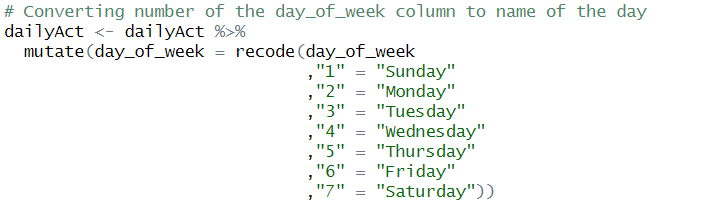 # Converting number of the day_of_week column to name of the day
dailyAct <- dailyAct %>%
  mutate(day_of_week = recode(day_of_week
                              ,"1" = "Sunday"
                              ,"2" = "Monday"
                              ,"3" = "Tuesday"
                              ,"4" = "Wednesday"
                              ,"5" = "Thursday"
                              ,"6" = "Friday"
                              ,"7" = "Saturday"))